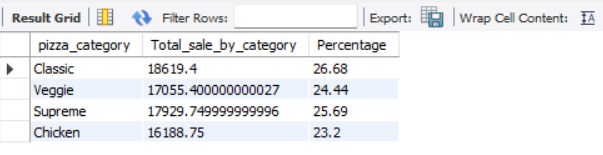 Result Grid Filter Rows: Export: Wrap Cell Content: IA
pizza_category Total_sale_by_category Percentage
Classic 18619.4 26.68
Veggie 17055.400000000027 24.44
Supreme 17929.749999999996 25.69
Chicken 16188.75 23.2